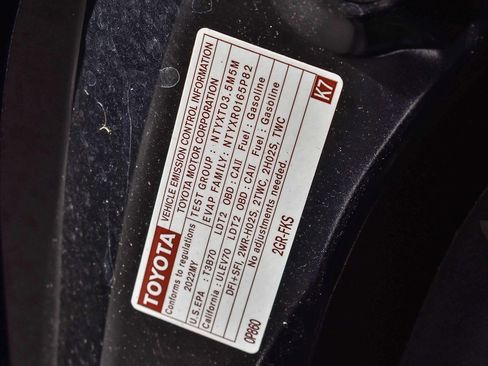 TOYOTA
VEHICLE EMISSION CONTROL INFORMATION
TOYOTA MOTOR CORPORATION
K7
Conforms to regulations
2022MY
TEST GROUP: NTYXT03.5M5M
EVAP FAMILY: NTYXR0165P82
U.S.EPA : T3B70 LDT2 OBD: CAII Fuel: Gasoline
California: ULEV70 LDT2 OBD: CAII Fuel: Gasoline
DFI+SFI, 2WR-HO2S, 2TWC, 2HO2S, TWC
No adjustments needed.
0P860
2GR-FKS